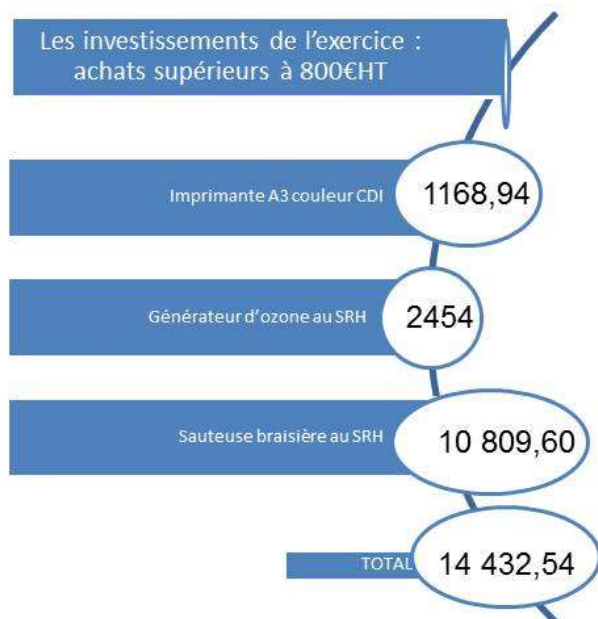 Les investissements de l'exercice :
achats supérieurs à 800€HT
Imprimante A3 couleur CDI
1168,94
Générateur d'ozone au SRH
2454
Sauteuse braisière au SRH
10 809,60
TOTAL
14 432,54